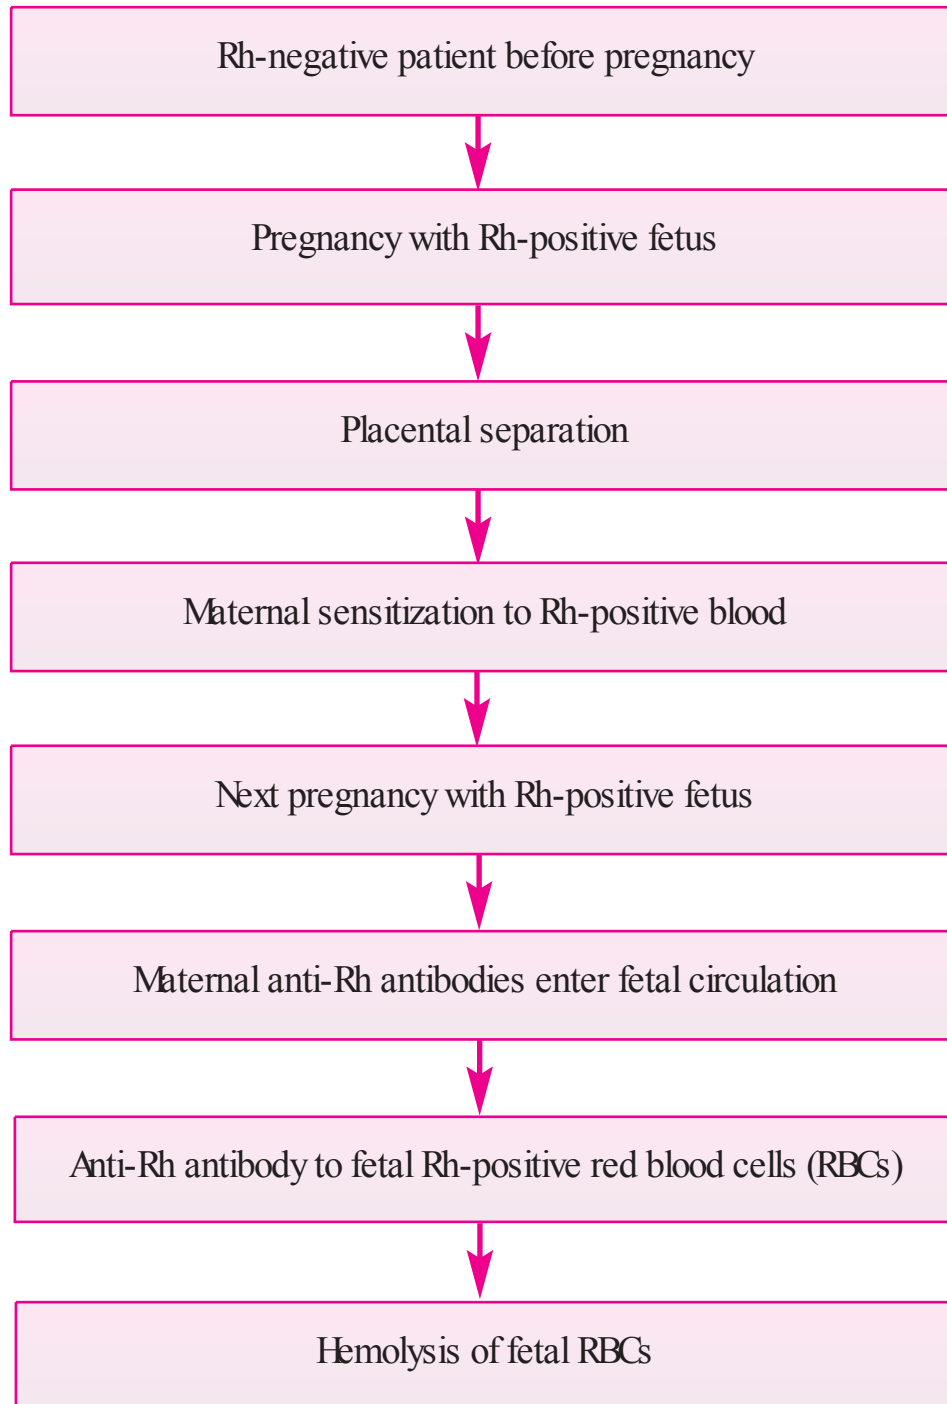 Rh-negative patient before pregnancy
Pregnancy with Rh-positive fetus
Placental separation
Maternal sensitization to Rh-positive blood
Next pregnancy with Rh-positive fetus
Maternal anti-Rh antibodies enter fetal circulation
Anti-Rh antibody to fetal Rh-positive red blood cells (RBCs)
Hemolysis of fetal RBCs